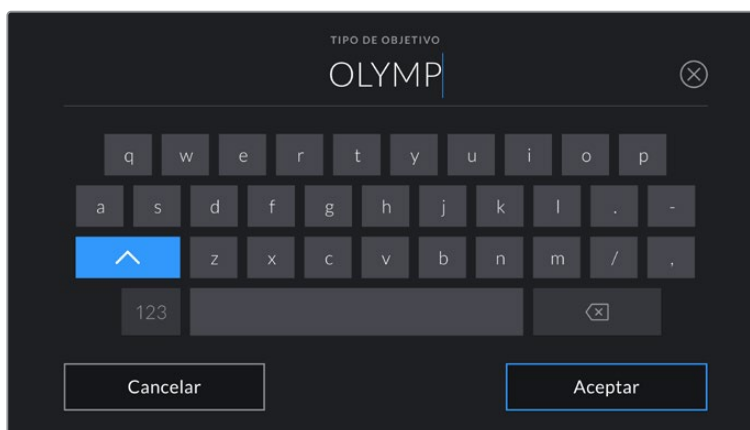 TIPO DE OBJETIVO
OLYMP
q w e r t y u i o p
a s d f g h j k l . -
z x c v b n m / ,
123
Cancelar Aceptar